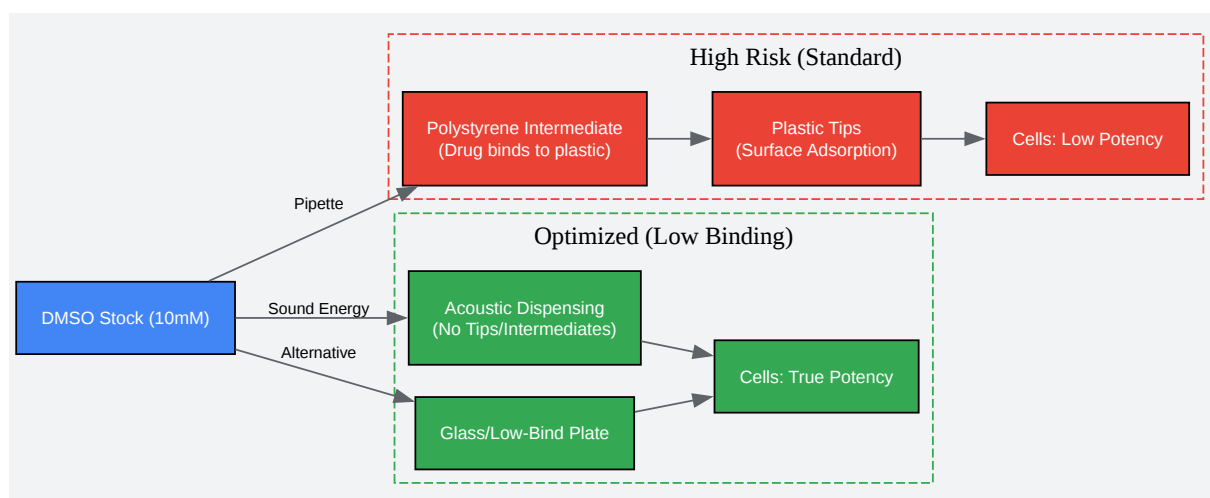 High Risk (Standard)
Polystyrene Intermediate
(Drug binds to plastic)
Plastic Tips
(Surface Adsorption)
Cells: Low Potency
Pipette
Optimized (Low Binding)
DMSO Stock (10mM)
Sound Energy
Acoustic Dispensing
(No Tips/Intermediates)
Alternative
Cells: True Potency
Glass/Low-Bind Plate